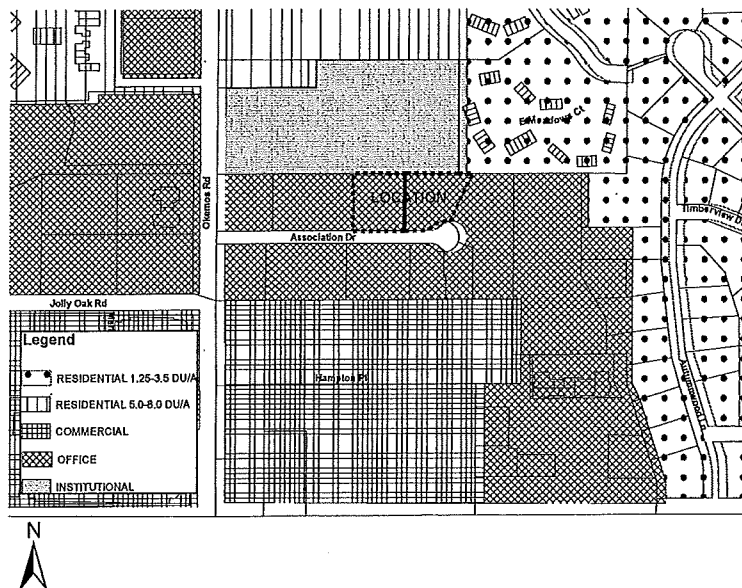 E Meadows Ct
LOCATION
Okemos Rd
Timberview Dr
Association Dr
Jolly Oak Rd
Hampton Pl
Legend
RESIDENTIAL 1.25-3.5 DU/A
RESIDENTIAL 5.0-8.0 DU/A
COMMERCIAL
OFFICE
INSTITUTIONAL
N